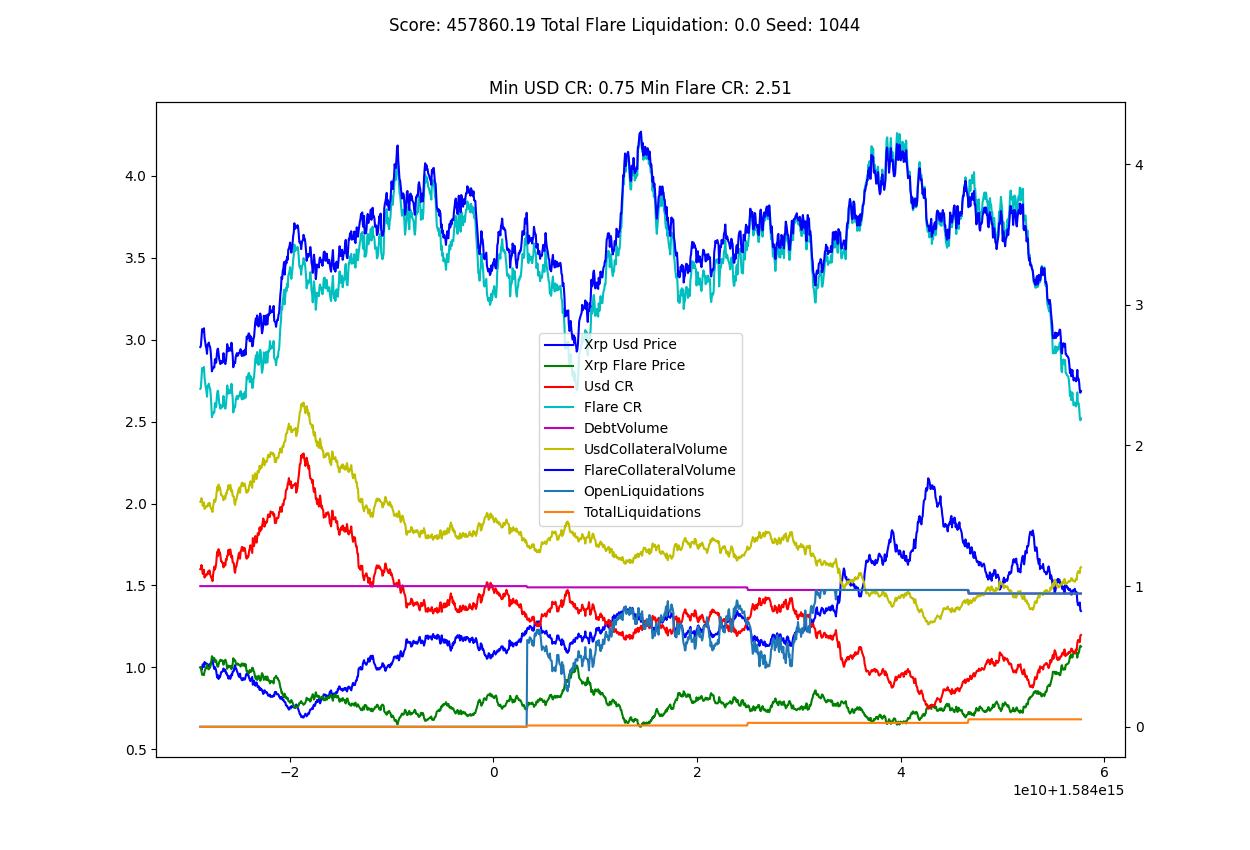 Score: 457860.19 Total Flare Liquidation: 0.0 Seed: 1044
Min USD CR: 0.75 Min Flare CR: 2.51
4.0
3.5
3.0
2.5
2.0
1.5
1.0
0.5
4
3
2
1
0
Xrp Usd Price
Xrp Flare Price
Usd CR
Flare CR
DebtVolume
UsdCollateralVolume
FlareCollateralVolume
OpenLiquidations
TotalLiquidations
−2 0 2 4 6
1e10+1.584e15